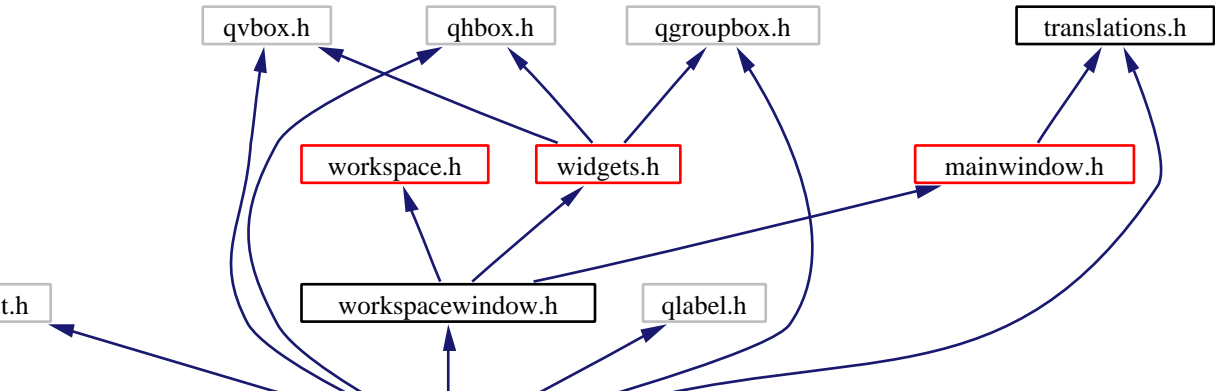 qvbox.h
qhbox.h
qgroupbox.h
translations.h
workspace.h
widgets.h
mainwindow.h
t.h
workspacewindow.h
qlabel.h